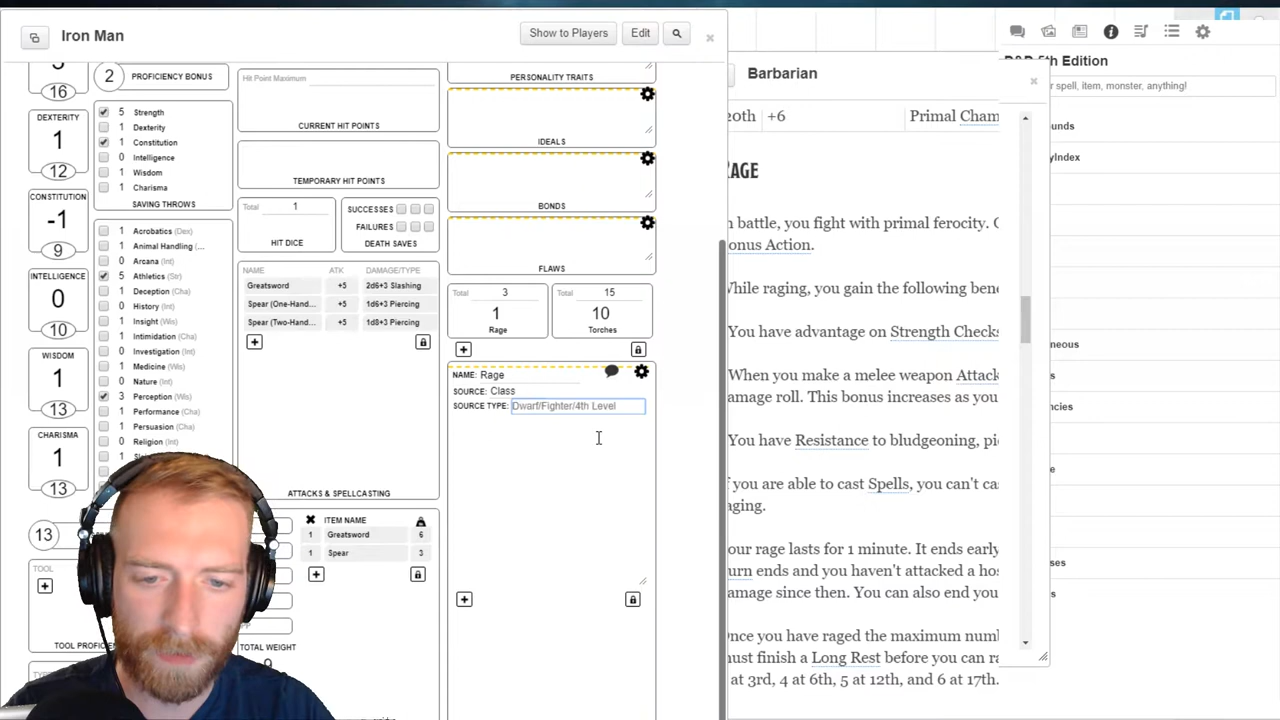 Iron Man
Show to Players
Edit
16
DEXTERITY
1
12
CONSTITUTION
-1
9
INTELLIGENCE
0
10
WISDOM
1
13
CHARISMA
1
13
2 PROFICIENCY BONUS
5 Strength
1 Dexterity
1 Constitution
0 Intelligence
1 Wisdom
1 Charisma
SAVING THROWS
1 Acrobatics (Dex)
1 Animal Handling (...
0 Arcana (Int)
5 Athletics (Str)
1 Deception (Cha)
0 History (Int)
1 Insight (Wis)
1 Intimidation (Cha)
0 Investigation (Int)
1 Medicine (Wis)
0 Nature (Int)
3 Perception (Wis)
1 Performance (Cha)
1 Persuasion (Cha)
0 Religion (Int)
13
TOOL
TOOL PROFIC
Hit Point Maximum
CURRENT HIT POINTS
TEMPORARY HIT POINTS
Total 1
HIT DICE
SUCCESSES
FAILURES
DEATH SAVES
NAME ATK DAMAGE/TYPE
Greatsword +5 2d6+3 Slashing
Spear (One-Hand... +5 1d6+3 Piercing
Spear (Two-Hand... +5 1d8+3 Piercing
ATTACKS & SPELLCASTING
ITEM NAME
1 Greatsword 6
1 Spear 3
TOTAL WEIGHT
PERSONALITY TRAITS
IDEALS
BONDS
FLAWS
Total 3
1
Rage
Total 15
10
Torches
NAME: Rage
SOURCE: Class
SOURCE TYPE: Dwarf/Fighter/4th Level
Barbarian
20th +6 Primal Cham
RAGE
n battle, you fight with primal ferocity.
onus Action.
While raging, you gain the following bene
You have advantage on Strength Checks
When you make a melee weapon Attack
amage roll. This bonus increases as you
You have Resistance to bludgeoning, pie
f you are able to cast Spells, you can't cas
aging.
our rage lasts for 1 minute. It ends early
urn ends and you haven't attacked a hos
amage since then. You can also end you
Once you have raged the maximum numb
must finish a Long Rest before you can ra
at 3rd, 4 at 6th, 5 at 12th, and 6 at 17th.
D&D 5th Edition
r spell, item, monster, anything!
unds
yIndex
neous
ncies
e
ses
s